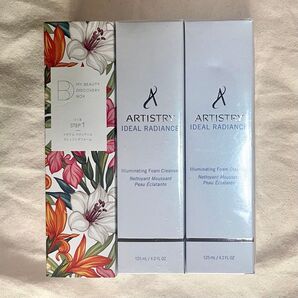 B
MY BEAUTY
DISCOVERY
BOX
STEP 1
ARTISTRY
IDEAL RADIANCE
Illuminating Foam Cleanser
Nettoyant Moussant
Peau Éclatante
125 mL / 4.2 FL OZ
ARTISTRY
IDEAL RADIANCE
Illuminating Foam
Nettoyant Moussant
Peau Éclatante
125 mL / 4.2 FL OZ